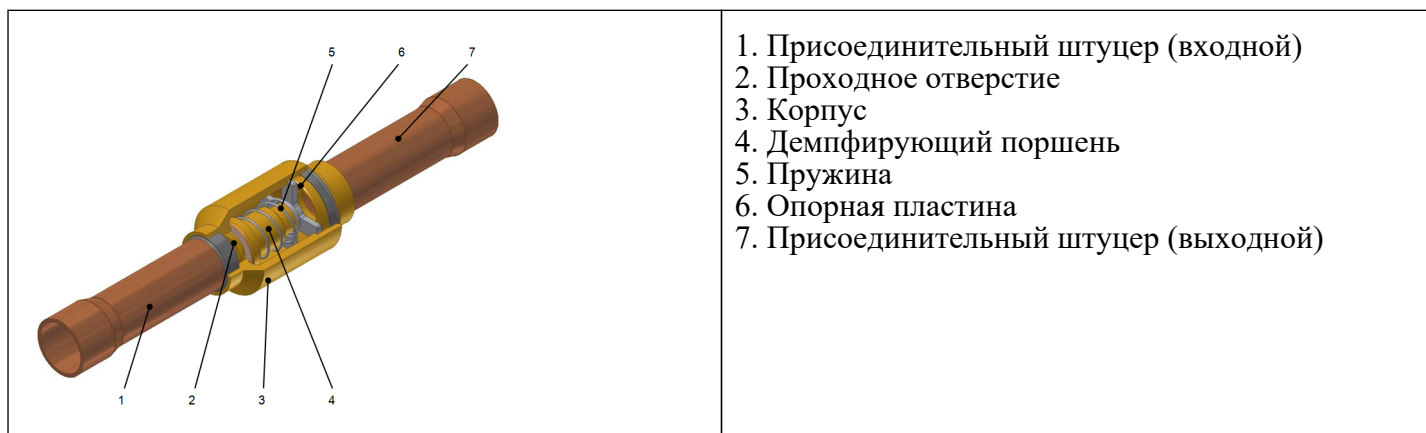 5 6 7
1 2 3 4
1. Присоединительный штуцер (входной)
2. Проходное отверстие
3. Корпус
4. Демпфирующий поршень
5. Пружина
6. Опорная пластина
7. Присоединительный штуцер (выходной)